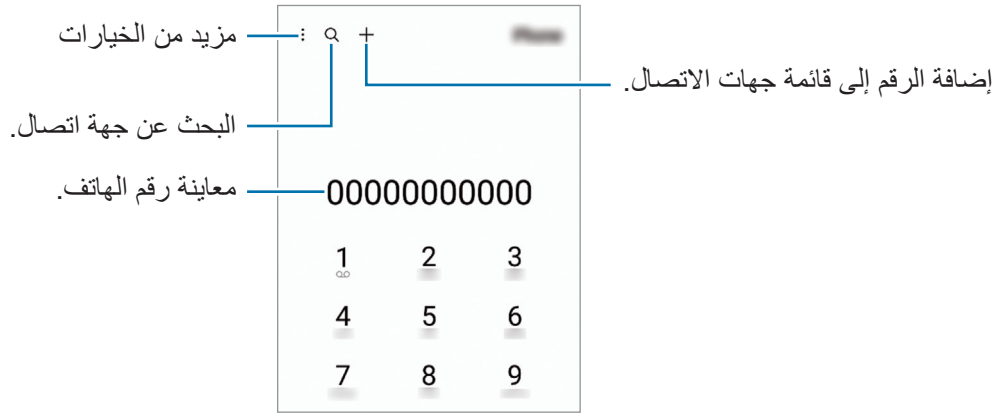 مزيد من الخيارات
إضافة الرقم إلى قائمة جهات الاتصال.
البحث عن جهة اتصال.
معاينة رقم الهاتف.
00000000000
1 2 3
4 5 6
7 8 9